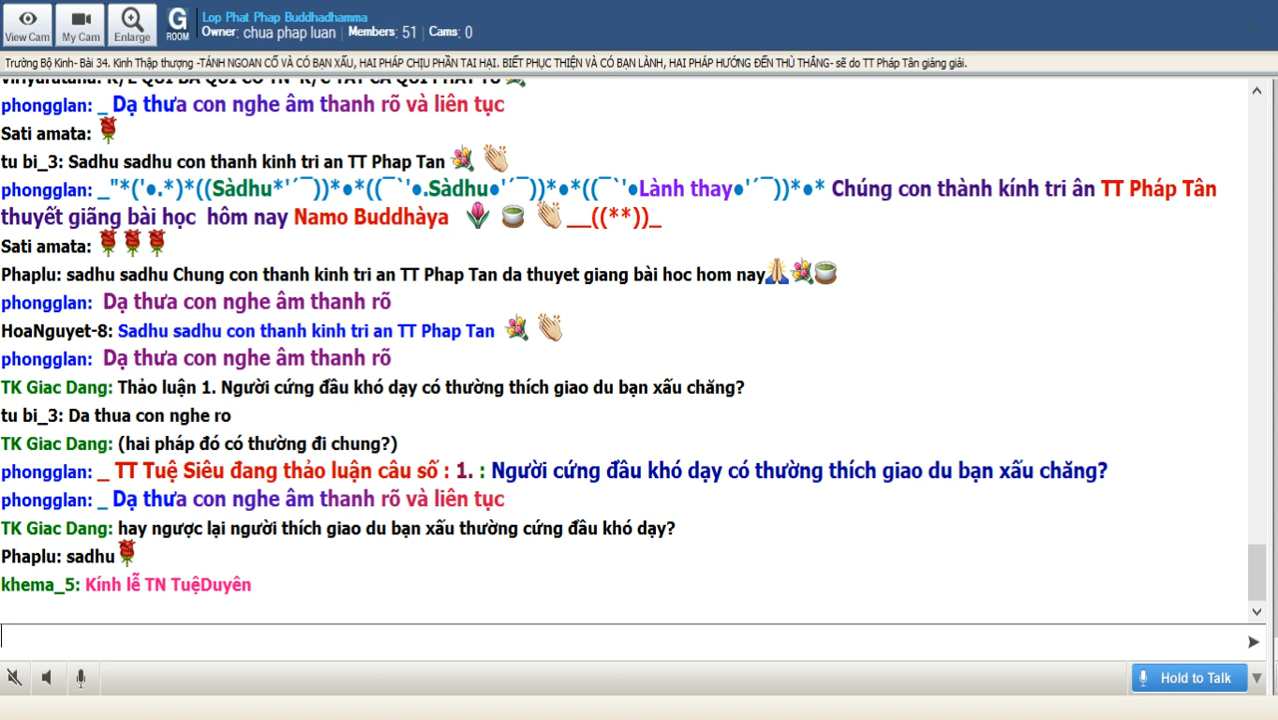 Lop Phat Phap Buddhadhamma
View Cam My Cam Enlarge G ROOM Owner: chua phap luan | Members: 51 | Cams: 0
Trường Bộ Kinh- Bài 34. Kinh Thập thượng -TÁNH NGOAN CỐ VÀ CÓ BẠN XẤU, HAI PHÁP CHỊU PHẦN TAI HẠI. BIẾT PHỤC THIỆN VÀ CÓ BẠN LÀNH, HAI PHÁP HƯỚNG ĐẾN THÙ THẮNG- sẽ do TT Pháp Tân giảng giải.
phongglan: _ Dạ thưa con nghe âm thanh rõ và liên tục
Sati amata:
tu bi_3: Sadhu sadhu con thanh kinh tri an TT Phap Tan
phongglan: _"*('●.*)*((Sàdhu*'´¯))*●*((¯`'●.Sàdhu●'´¯))*●*((¯`'●Lành thay●'´¯))*●* Chúng con thành kính tri ân TT Pháp Tân
thuyết giãng bài học hôm nay Namo Buddhàya __((**))_
Sati amata:
Phaplu: sadhu sadhu Chung con thanh kinh tri an TT Phap Tan da thuyet giang bài hoc hom nay
phongglan: Dạ thưa con nghe âm thanh rõ
HoaNguyet-8: Sadhu sadhu con thanh kinh tri an TT Phap Tan
phongglan: Dạ thưa con nghe âm thanh rõ
TK Giac Dang: Thảo luận 1. Người cứng đầu khó dạy có thường thích giao du bạn xấu chăng?
tu bi_3: Da thua con nghe ro
TK Giac Dang: (hai pháp đó có thường đi chung?)
phongglan: _ TT Tuệ Siêu đang thảo luận câu số : 1. : Người cứng đầu khó dạy có thường thích giao du bạn xấu chăng?
phongglan: _ Dạ thưa con nghe âm thanh rõ và liên tục
TK Giac Dang: hay ngược lại người thích giao du bạn xấu thường cứng đầu khó dạy?
Phaplu: sadhu
khema_5: Kính lễ TN TuệDuyên
Hold to Talk